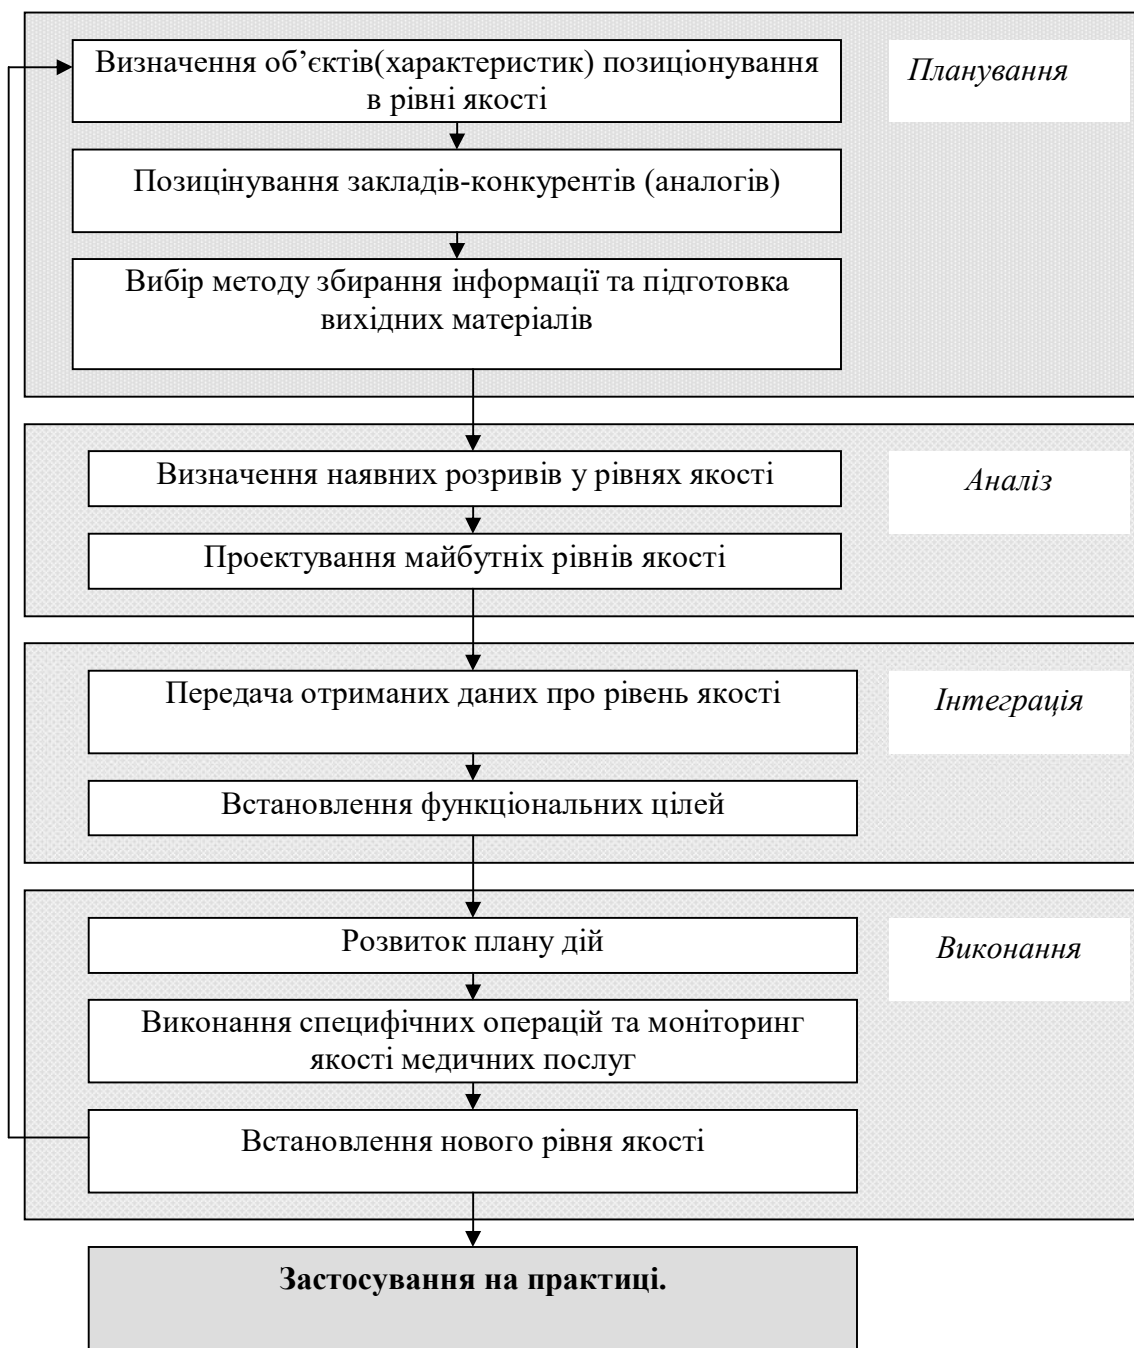 Визначення об’єктів(характеристик) позиціонування
в рівні якості
Планування
Позицінування закладів-конкурентів (аналогів)
Вибір методу збирання інформації та підготовка
вихідних матеріалів
Визначення наявних розривів у рівнях якості
Аналіз
Проектування майбутніх рівнів якості
Передача отриманих даних про рівень якості
Інтеграція
Встановлення функціональних цілей
Розвиток плану дій
Виконання
Виконання специфічних операцій та моніторинг
якості медичних послуг
Встановлення нового рівня якості
Застосування на практиці.